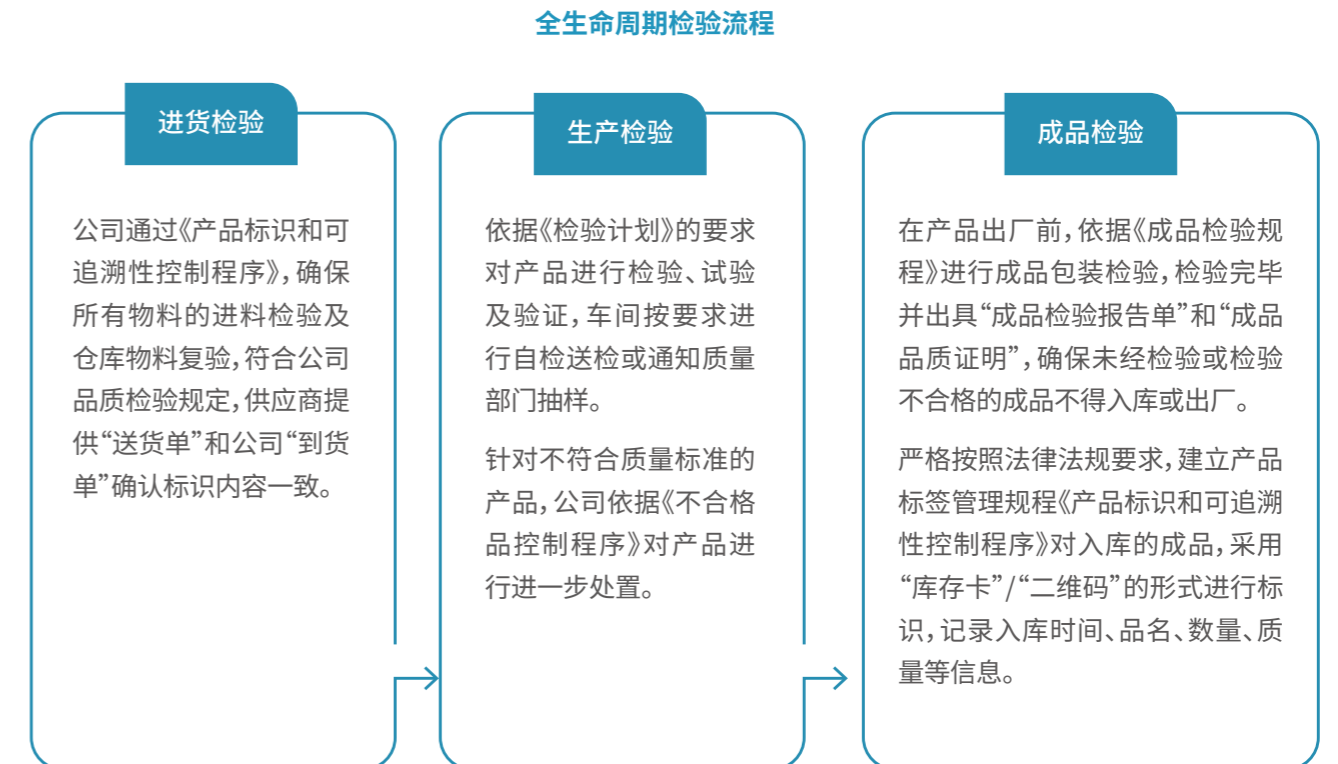 全生命周期检验流程
进货检验
公司通过《产品标识和可
追溯性控制程序》，确保
所有物料的进料检验及
仓库物料复验，符合公司
品质检验规定，供应商提
供“送货单”和公司“到货
单”确认标识内容一致。
生产检验
依据《检验计划》的要求
对产品进行检验、试验
及验证，车间按要求进
行自检送检或通知质量
部门抽样。
针对不符合质量标准的
产品，公司依据《不合格
品控制程序》对产品进
行进一步处置。
成品检验
在产品出厂前，依据《成品检验规
程》进行成品包装检验，检验完毕
并出具“成品检验报告单”和“成品
品质证明”，确保未经检验或检验
不合格的成品不得入库或出厂。
严格按照法律法规要求，建立产品
标签管理规程《产品标识和可追溯
性控制程序》对入库的成品，采用
“库存卡”/“二维码”的形式进行标
识，记录入库时间、品名、数量、质
量等信息。